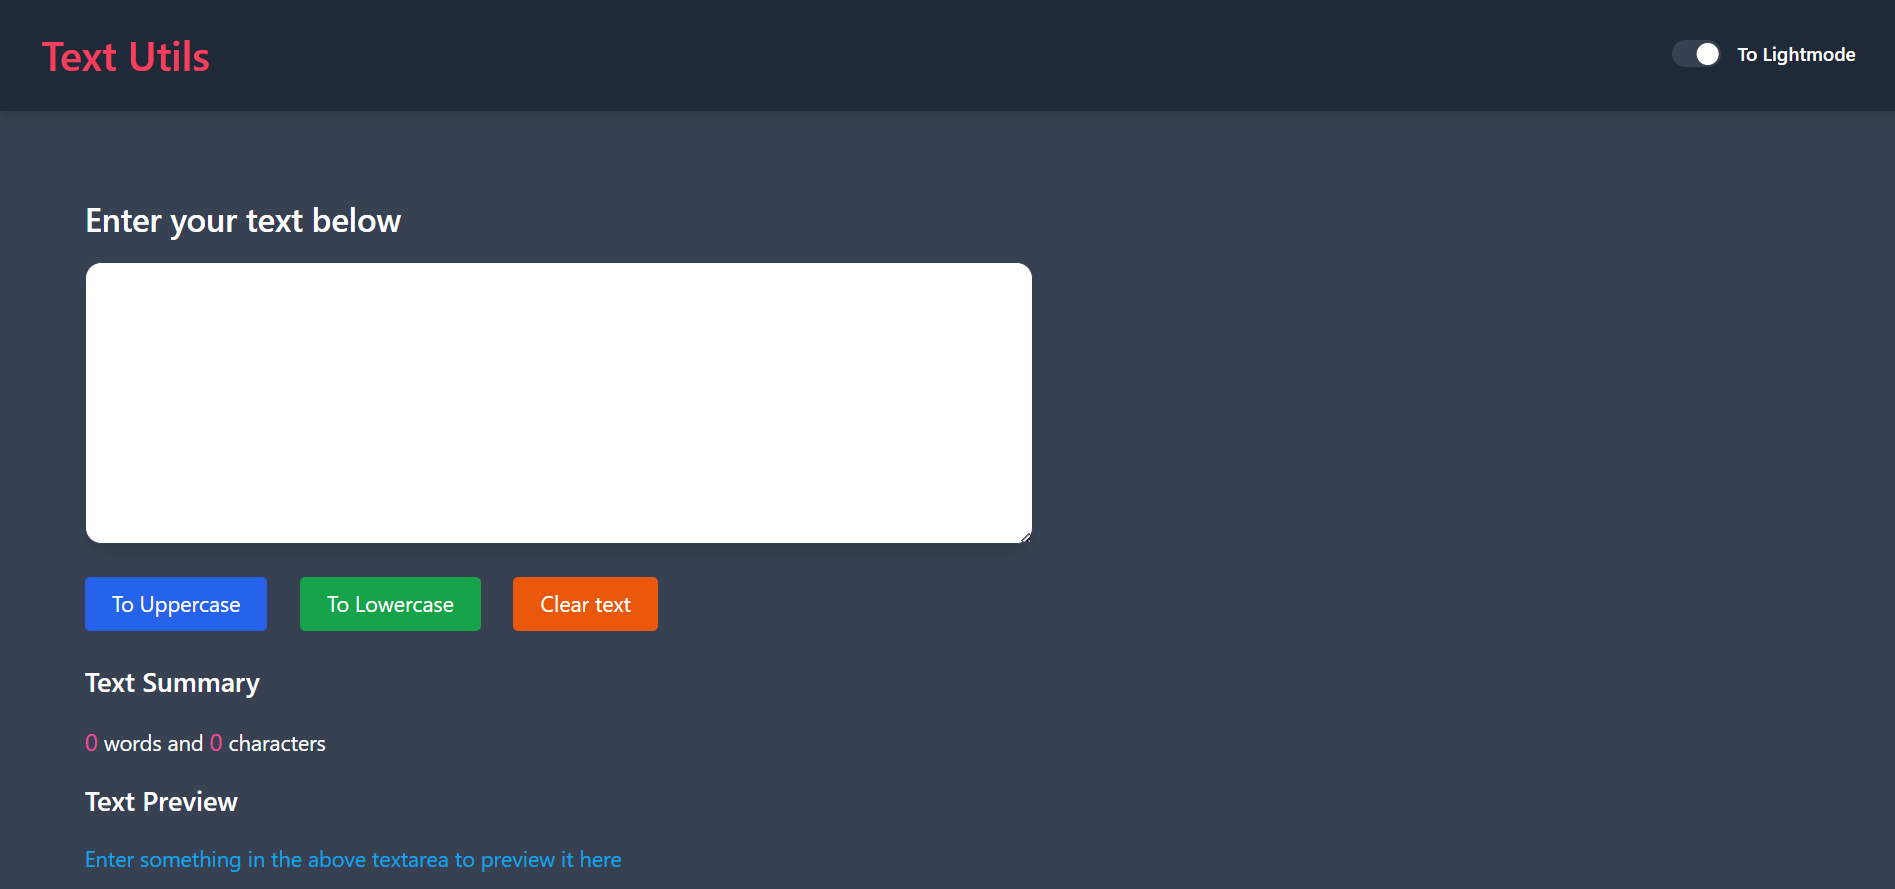 Text Utils
To Lightmode
Enter your text below
To Uppercase
To Lowercase
Clear text
Text Summary
0 words and 0 characters
Text Preview
Enter something in the above textarea to preview it here